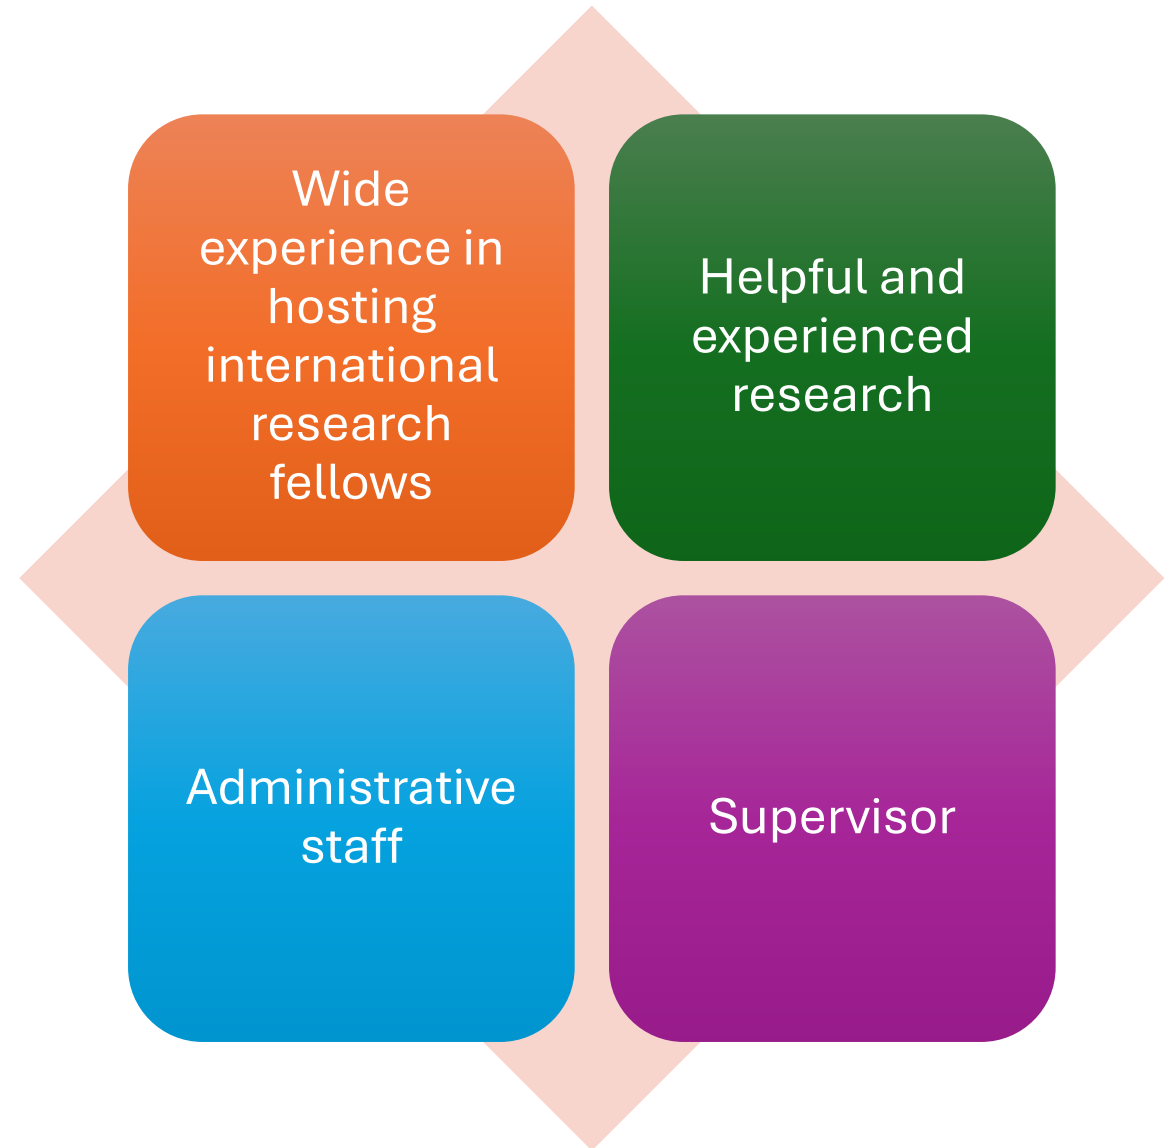 Wide
experience in
hosting
international
research
fellows
Helpful and
experienced
research
Administrative
staff
Supervisor